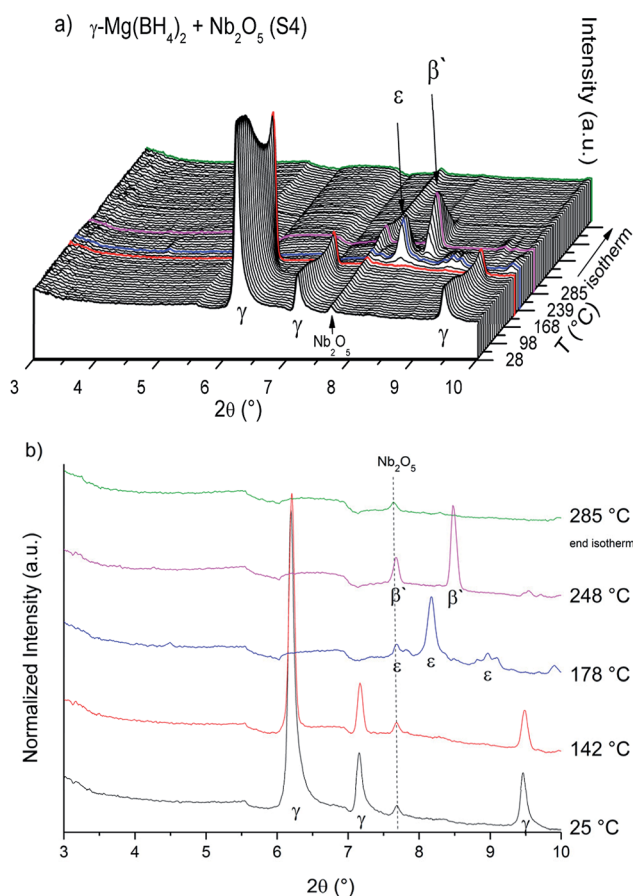 a) γ-Mg(BH₄)₂ + Nb₂O₅ (S4)
Intensity (a.u.)
ε
β`
γ
γ
Nb₂O₅
γ
3 4 5 6 7 8 9 10
2θ (°)
28 98 168 239 285 isotherm
T (°C)
b)
Nb₂O₅
285 °C
end isotherm
248 °C
β` β`
178 °C
ε ε ε
142 °C
25 °C
γ γ γ
Normalized Intensity (a.u.)
3 4 5 6 7 8 9 10
2θ (°)